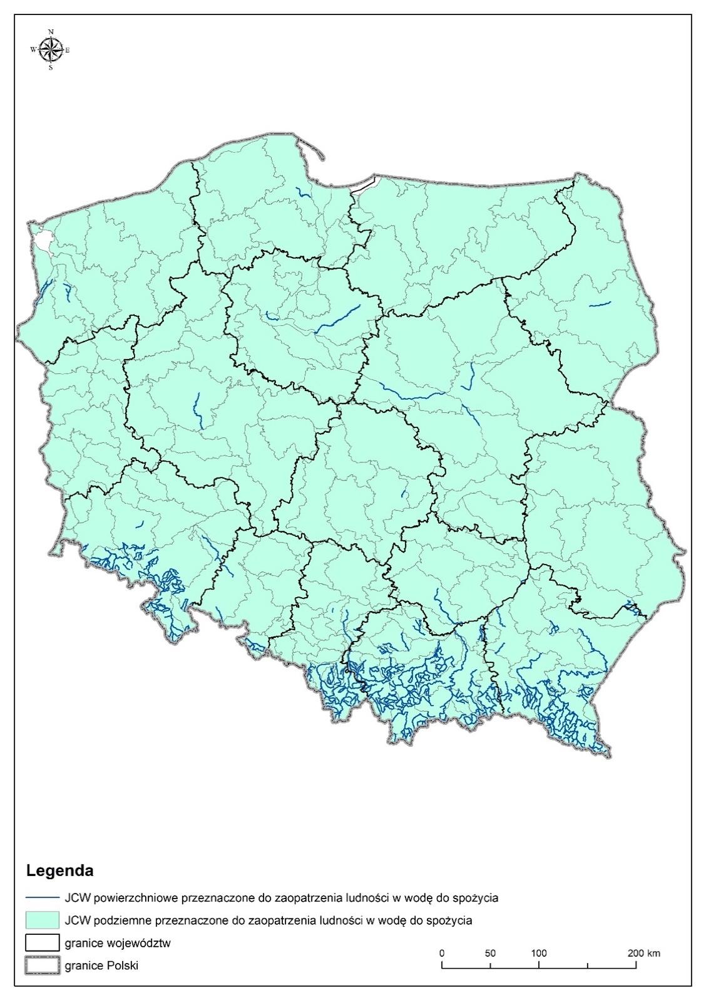 N
W E
S
Legenda
JCW powierzchniowe przeznaczone do zaopatrzenia ludności w wodę do spożycia
JCW podziemne przeznaczone do zaopatrzenia ludności w wodę do spożycia
granice województw
granice Polski
0 50 100 200 km